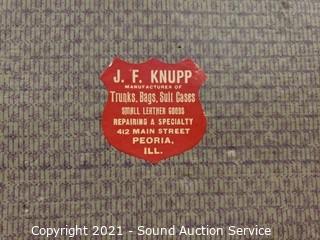 J. F. KNUPP
MANUFACTURER OF
Trunks, Bags, Suit Cases
SMALL LEATHER GOODS
REPAIRING A SPECIALTY
412 MAIN STREET
PEORIA,
ILL.
Copyright 2021 - Sound Auction Service